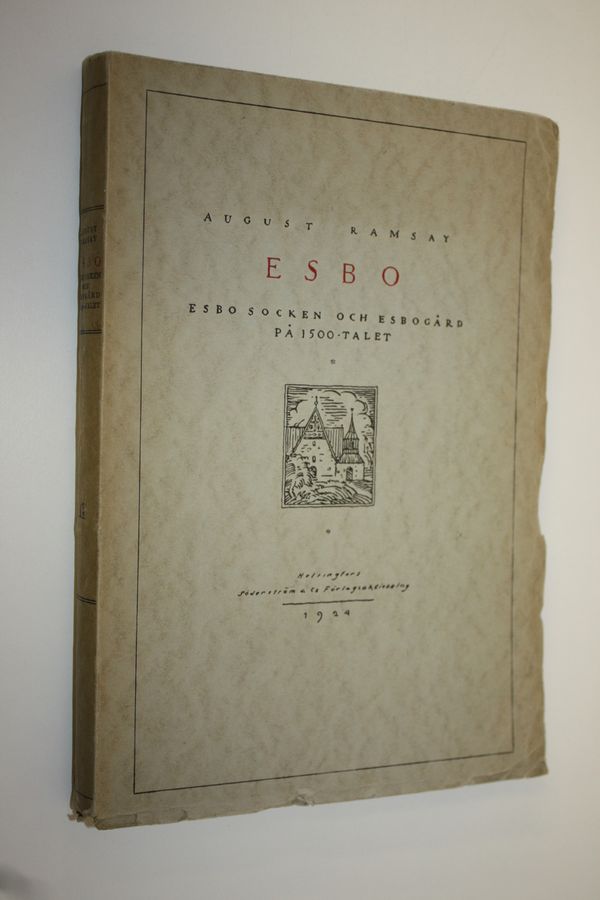 AUGUST RAMSAY
ESBO
ESBO SOCKEN OCH ESBOGÅRD
PÅ 1500-TALET
Helsingfors
Söderström & Co Förlagsaktiebolag
1924